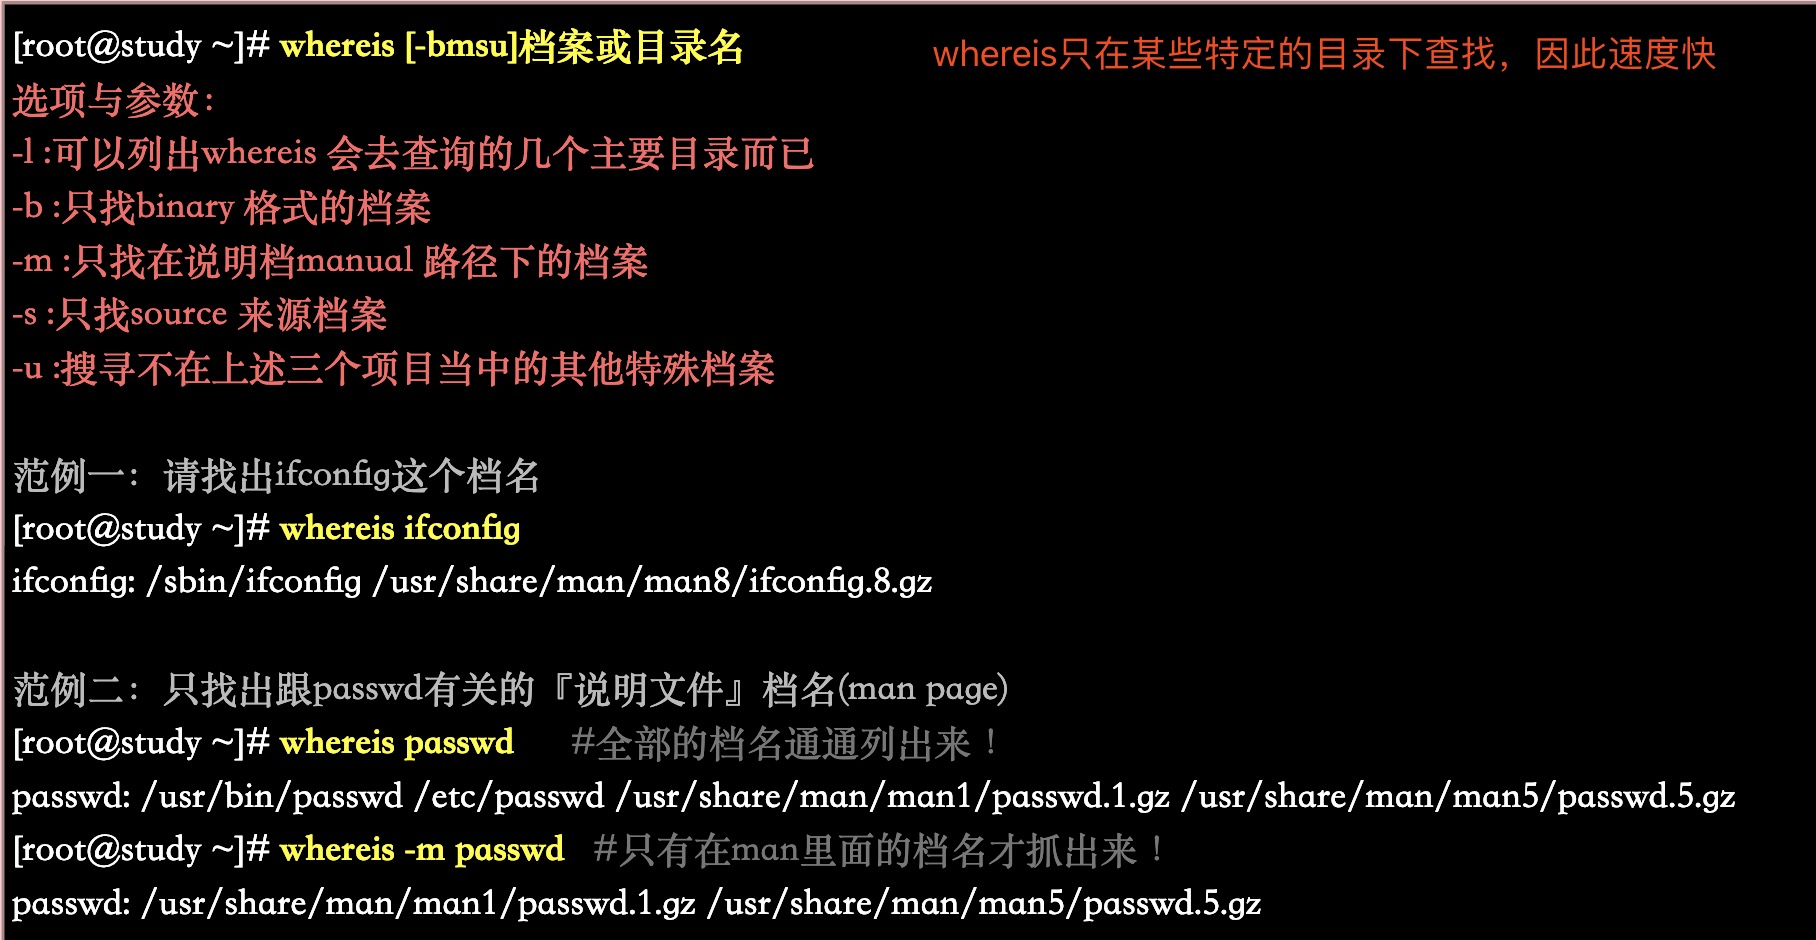 [root@study ~]# whereis [-bmsu]档案或目录名
whereis只在某些特定的目录下查找，因此速度快
选项与参数：
-l :可以列出whereis 会去查询的几个主要目录而已
-b :只找binary 格式的档案
-m :只找在说明档manual 路径下的档案
-s :只找source 来源档案
-u :搜寻不在上述三个项目当中的其他特殊档案
范例一：请找出ifconfig这个档名
[root@study ~]# whereis ifconfig
ifconfig: /sbin/ifconfig /usr/share/man/man8/ifconfig.8.gz
范例二：只找出跟passwd有关的『说明文件』档名(man page)
[root@study ~]# whereis passwd #全部的档名通通列出来！
passwd: /usr/bin/passwd /etc/passwd /usr/share/man/man1/passwd.1.gz /usr/share/man/man5/passwd.5.gz
[root@study ~]# whereis -m passwd #只有在man里面的档名才抓出来！
passwd: /usr/share/man/man1/passwd.1.gz /usr/share/man/man5/passwd.5.gz